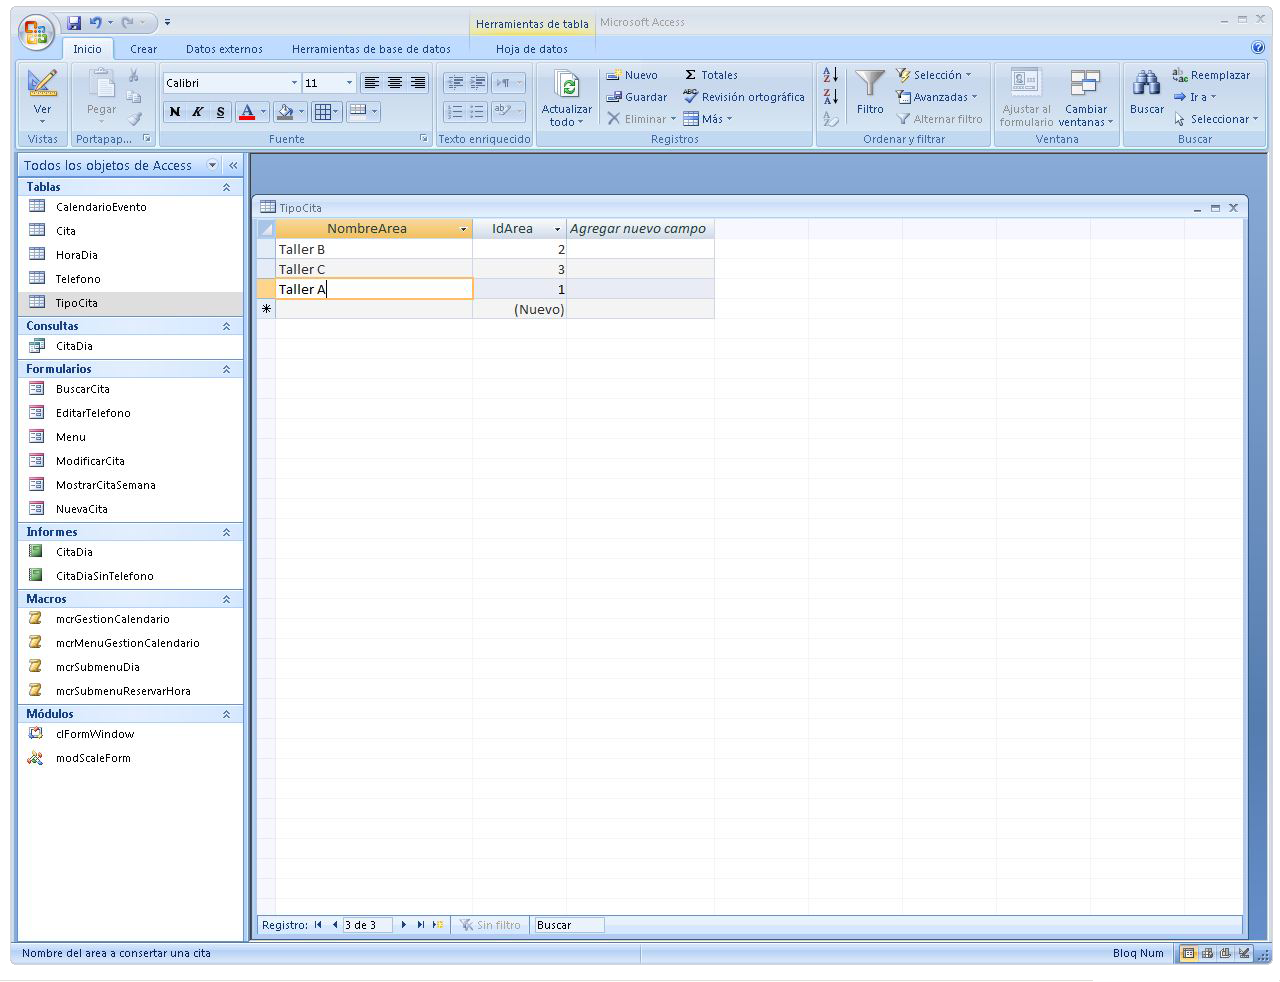 Herramientas de tabla Microsoft Access
Inicio Crear Datos externos Herramientas de base de datos Hoja de datos
Calibri 11
Nuevo Σ Totales
Selección
Reemplazar
Guardar Revisión ortográfica
Avanzadas
Ir a
Ver Pegar N K S A Actualizar todo
Eliminar Más
Filtro Alternar filtro
Ajustar al formulario Cambiar ventanas
Buscar Seleccionar
Vistas Portapap... Fuente Texto enriquecido Registros Ordenar y filtrar Ventana Buscar
Todos los objetos de Access
Tablas
CalendarioEvento
Cita
HoraDia
Telefono
TipoCita
Consultas
CitaDia
Formularios
BuscarCita
EditarTelefono
Menu
ModificarCita
MostrarCitaSemana
NuevaCita
Informes
CitaDia
CitaDiaSinTelefono
Macros
mcrGestionCalendario
mcrMenuGestionCalendario
mcrSubmenuDia
mcrSubmenuReservarHora
Módulos
clFormWindow
modScaleForm
TipoCita
NombreArea IdArea Agregar nuevo campo
Taller B 2
Taller C 3
Taller A 1
(Nuevo)
Registro: 3 de 3 Sin filtro Buscar
Nombre del area a consertar una cita Bloq Num